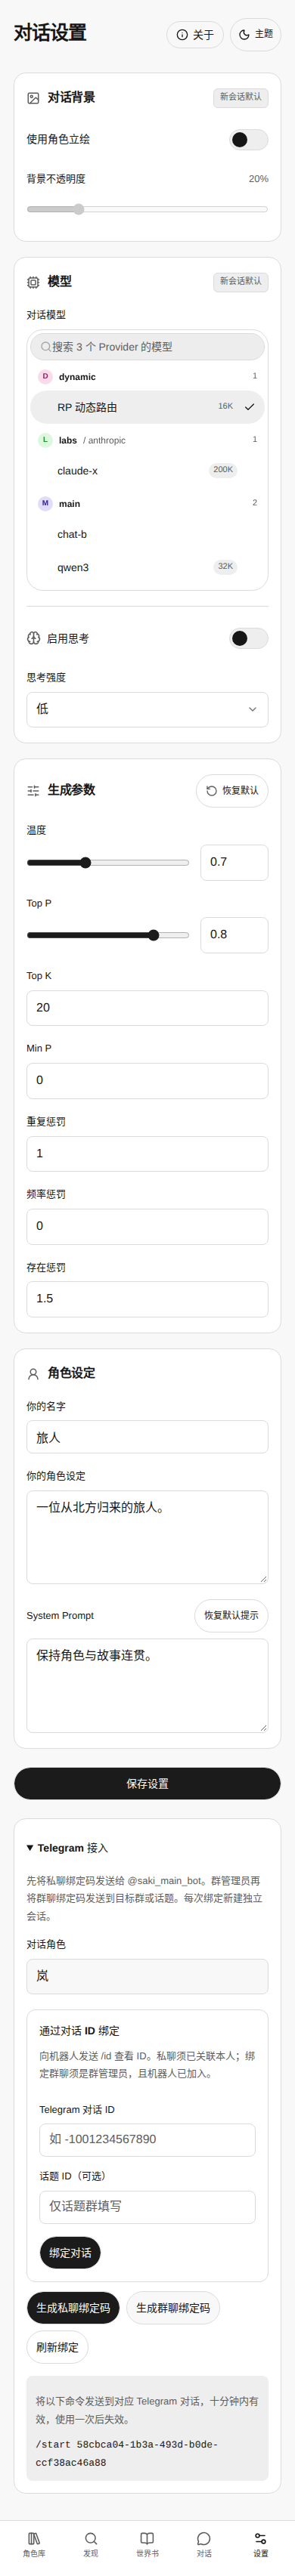 对话设置
关于
主题
对话背景
新会话默认
使用角色立绘
背景不透明度
20%
模型
新会话默认
对话模型
搜索 3 个 Provider 的模型
D dynamic 1
RP 动态路由 16K
L labs / anthropic 1
claude-x 200K
M main 2
chat-b
qwen3 32K
启用思考
思考强度
低
生成参数
恢复默认
温度
0.7
Top P
0.8
Top K
20
Min P
0
重复惩罚
1
频率惩罚
0
存在惩罚
1.5
角色设定
你的名字
旅人
你的角色设定
一位从北方归来的旅人。
System Prompt
恢复默认提示
保持角色与故事连贯。
保存设置
Telegram 接入
先将私聊绑定码发送给 @saki_main_bot。群管理员再
将群聊绑定码发送到目标群或话题。每次绑定新建独立
会话。
对话角色
岚
通过对话 ID 绑定
向机器人发送 /id 查看 ID。私聊须已关联本人；绑
定群聊须是群管理员，且机器人已加入。
Telegram 对话 ID
如 -1001234567890
话题 ID（可选）
仅话题群填写
绑定对话
生成私聊绑定码
生成群聊绑定码
刷新绑定
将以下命令发送到对应 Telegram 对话，十分钟内有
效，使用一次后失效。
/start 58cbca04-1b3a-493d-b0de-
ccf38ac46a88
角色库
发现
世界书
对话
设置